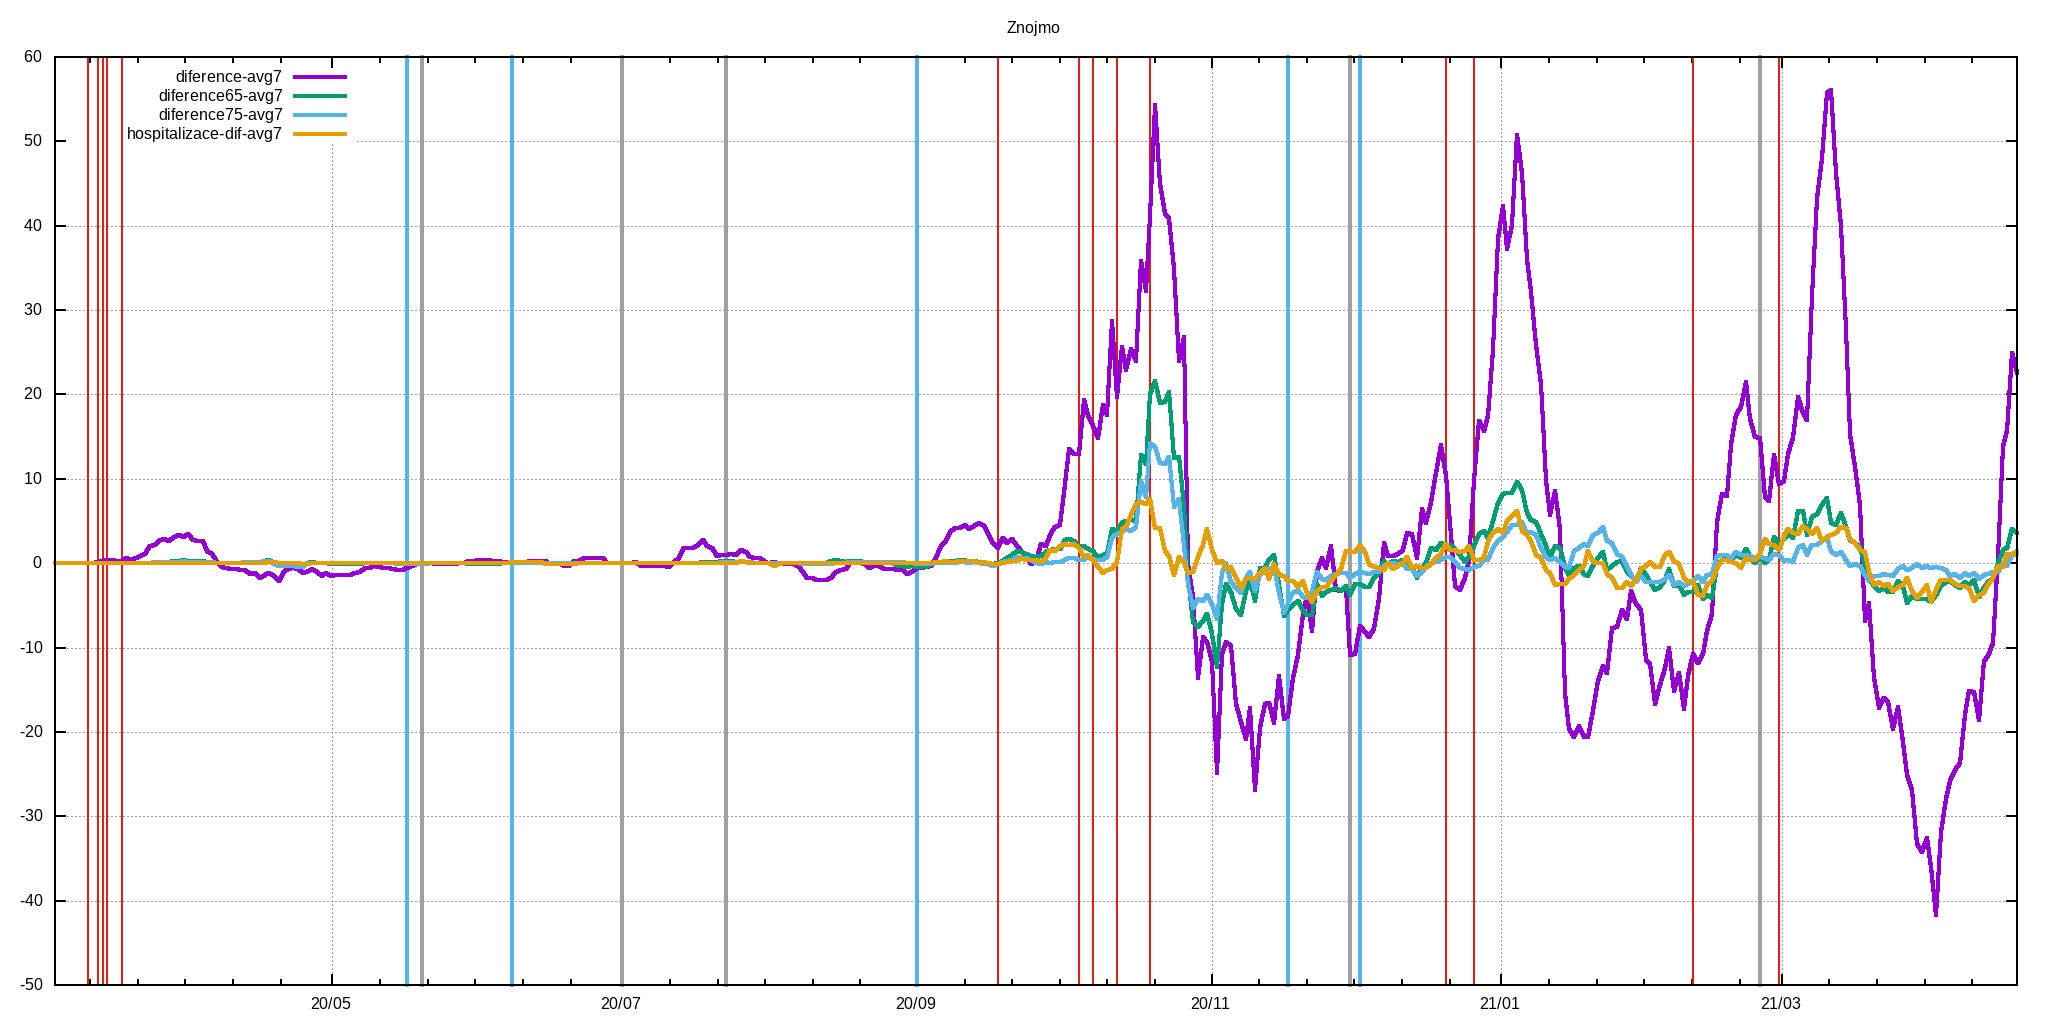 Znojmo
diference-avg7
diference65-avg7
diference75-avg7
hospitalizace-dif-avg7
60
50
40
30
20
10
0
-10
-20
-30
-40
-50
20/05 20/07 20/09 20/11 21/01 21/03